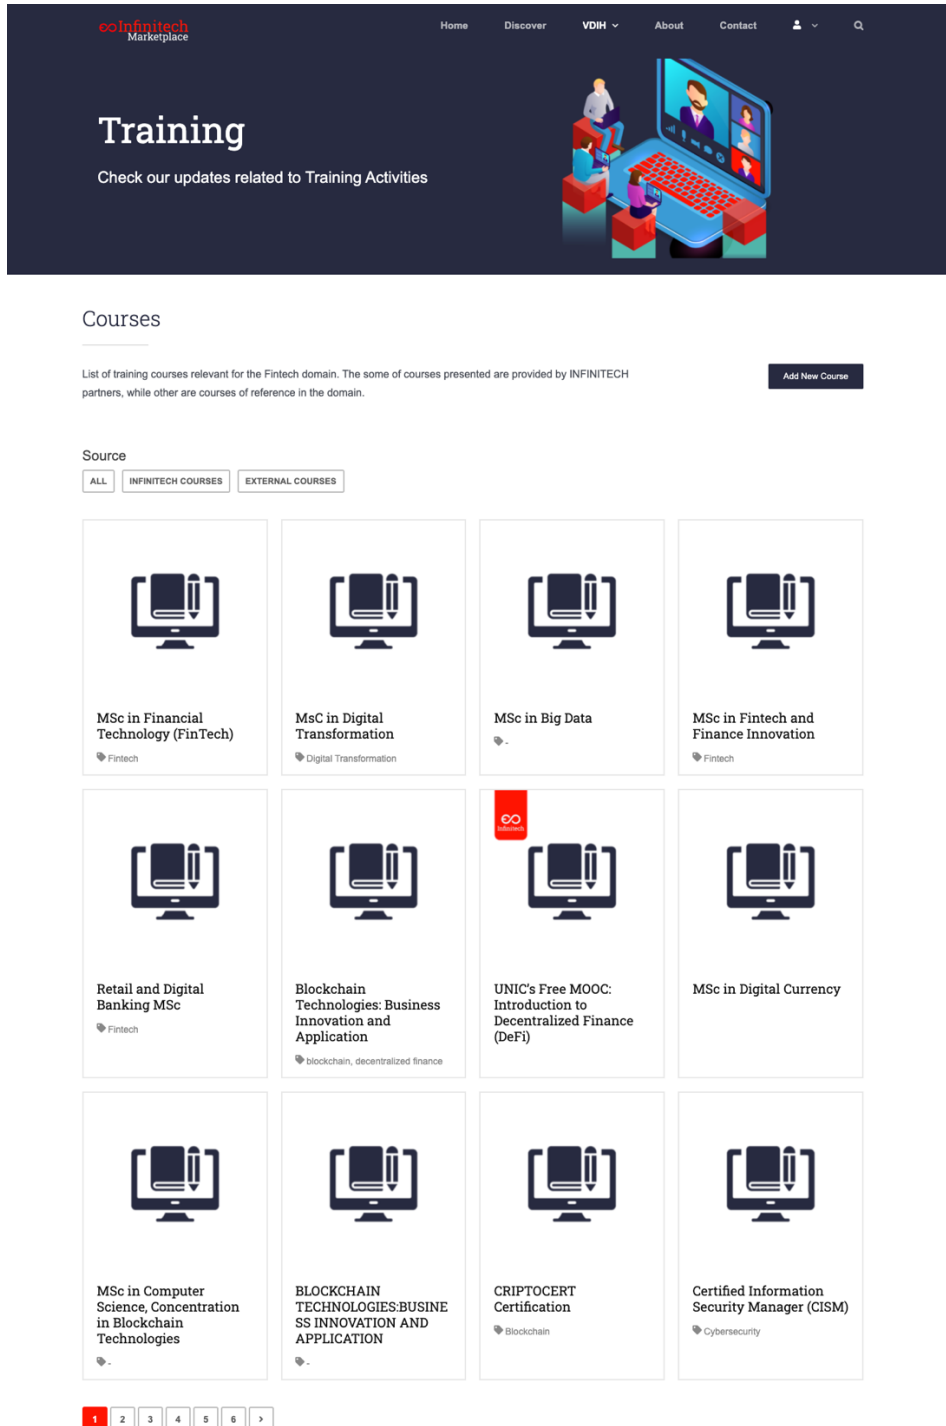 Infinitech
Marketplace
Home Discover VDIH About Contact
Training
Check our updates related to Training Activities
Courses
List of training courses relevant for the Fintech domain. The some of courses presented are provided by INFINITECH
partners, while other are courses of reference in the domain.
Add New Course
Source
ALL INFINITECH COURSES EXTERNAL COURSES
MSc in Financial
Technology (FinTech)
Fintech
MsC in Digital
Transformation
Digital Transformation
MSc in Big Data
-
MSc in Fintech and
Finance Innovation
Fintech
Retail and Digital
Banking MSc
Fintech
Blockchain
Technologies: Business
Innovation and
Application
blockchain, decentralized finance
Infinitech
UNIC's Free MOOC:
Introduction to
Decentralized Finance
(DeFi)
MSc in Digital Currency
MSc in Computer
Science, Concentration
in Blockchain
Technologies
-
BLOCKCHAIN
TECHNOLOGIES:BUSINE
SS INNOVATION AND
APPLICATION
-
CRIPTOCERT
Certification
Blockchain
Certified Information
Security Manager (CISM)
Cybersecurity
1 2 3 4 5 6 >